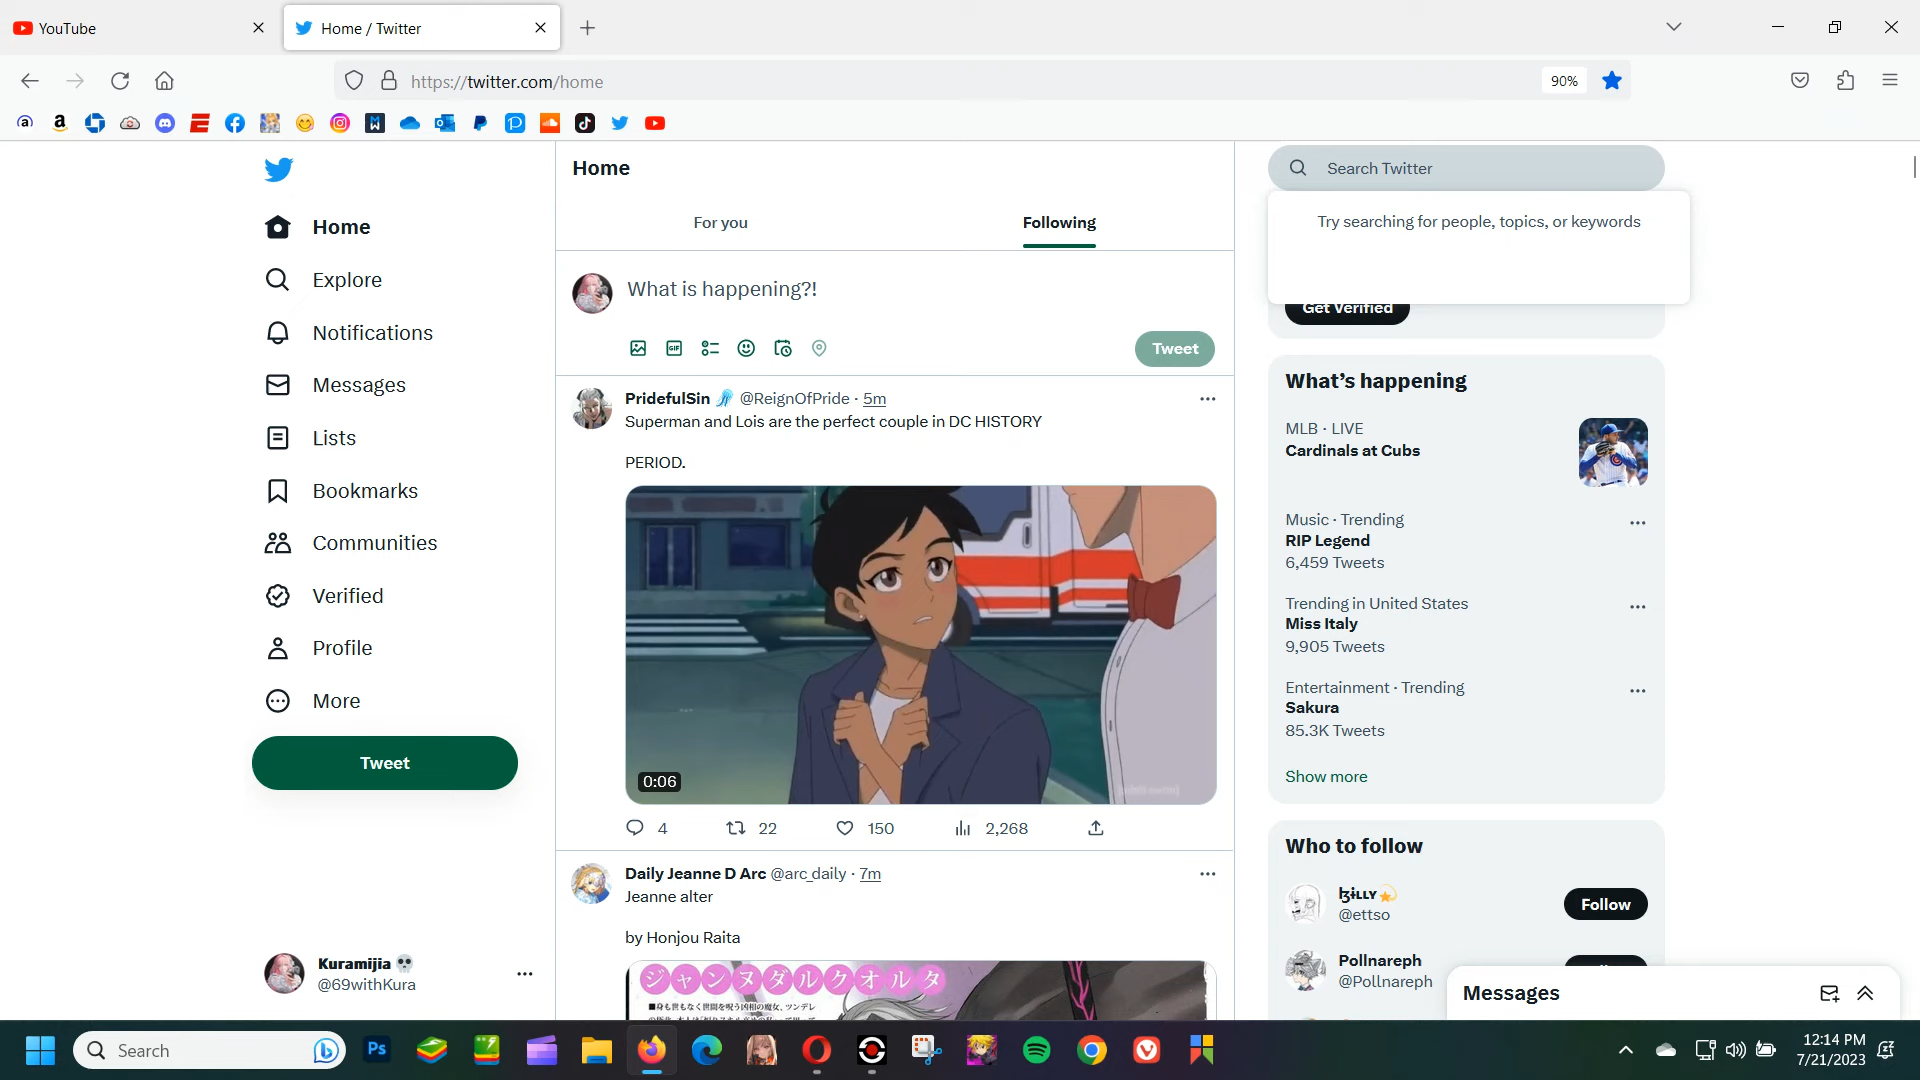 YouTube
Home / Twitter
https://twitter.com/home
90%
Home
Explore
Notifications
Messages
Lists
Bookmarks
Communities
Verified
Profile
More
Tweet
Kuramijia 💀
@69withKura
Home
For you
Following
What is happening?!
GIF
Tweet
PridefulSin @ReignOfPride · 5m
Superman and Lois are the perfect couple in DC HISTORY
PERIOD.
0:06
4 22 150 2,268
Daily Jeanne D Arc @arc_daily · 7m
Jeanne alter
by Honjou Raita
ジャンヌダルクオルタ
Search Twitter
Try searching for people, topics, or keywords
Get Verified
What’s happening
MLB · LIVE
Cardinals at Cubs
Music · Trending
RIP Legend
6,459 Tweets
Trending in United States
Miss Italy
9,905 Tweets
Entertainment · Trending
Sakura
85.3K Tweets
Show more
Who to follow
@ettso
Follow
Pollnareph
@Pollnareph
Messages
Search
Ps
12:14 PM
7/21/2023